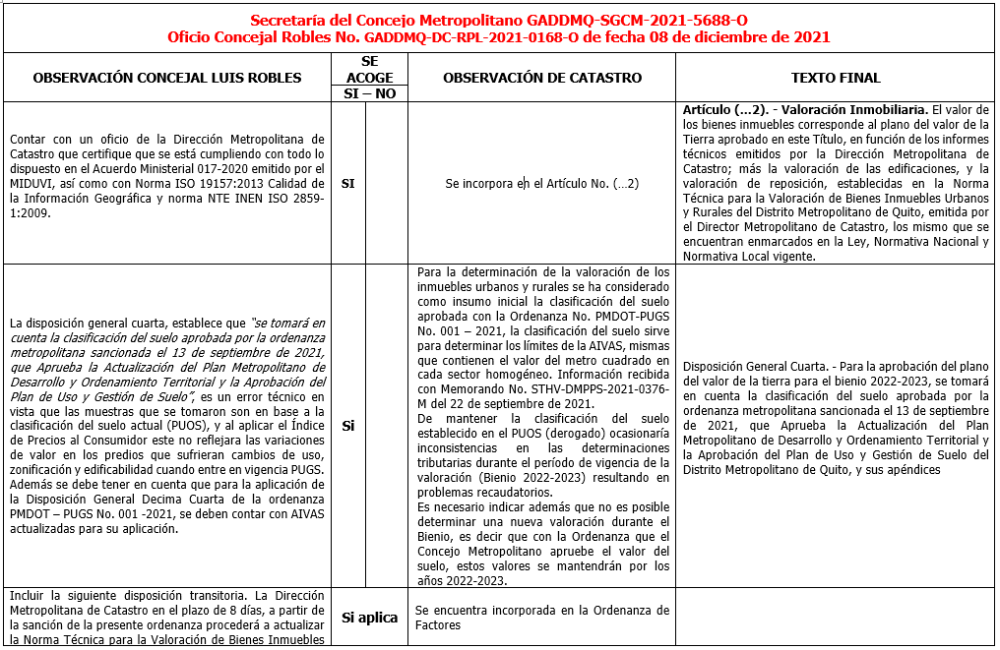 Secretaría del Concejo Metropolitano GADDMQ-SGCM-2021-5688-O
Oficio Concejal Robles No. GADDMQ-DC-RPL-2021-0168-O de fecha 08 de diciembre de 2021
OBSERVACIÓN CONCEJAL LUIS ROBLES
SE
ACOGE
SI – NO
OBSERVACIÓN DE CATASTRO
TEXTO FINAL
Contar con un oficio de la Dirección Metropolitana de
Catastro que certifique que se está cumpliendo con todo lo
dispuesto en el Acuerdo Ministerial 017-2020 emitido por el
MIDUVI, así como con Norma ISO 19157:2013 Calidad de
la Información Geográfica y norma NTE INEN ISO 2859-
1:2009.
SI
Se incorpora en el Artículo No. (…2)
Artículo (…2). - Valoración Inmobiliaria. El valor de
los bienes inmuebles corresponde al plano del valor de la
Tierra aprobado en este Título, en función de los informes
técnicos emitidos por la Dirección Metropolitana de
Catastro; más la valoración de las edificaciones, y la
valoración de reposición, establecidas en la Norma
Técnica para la Valoración de Bienes Inmuebles Urbanos
y Rurales del Distrito Metropolitano de Quito, emitida por
el Director Metropolitano de Catastro, los mismo que se
encuentran enmarcados en la Ley, Normativa Nacional y
Normativa Local vigente.
La disposición general cuarta, establece que “se tomará en
cuenta la clasificación del suelo aprobada por la ordenanza
metropolitana sancionada el 13 de septiembre de 2021,
que Aprueba la Actualización del Plan Metropolitano de
Desarrollo y Ordenamiento Territorial y la Aprobación del
Plan de Uso y Gestión de Suelo”, es un error técnico en
vista que las muestras que se tomaron son en base a la
clasificación del suelo actual (PUOS), y al aplicar el Índice
de Precios al Consumidor este no reflejara las variaciones
de valor en los predios que sufrieran cambios de uso,
zonificación y edificabilidad cuando entre en vigencia PUGS.
Además se debe tener en cuenta que para la aplicación de
la Disposición General Decima Cuarta de la ordenanza
PMDOT – PUGS No. 001 -2021, se deben contar con AIVAS
actualizadas para su aplicación.
Si
Para la determinación de la valoración de los
inmuebles urbanos y rurales se ha considerado
como insumo inicial la clasificación del suelo
aprobada con la Ordenanza No. PMDOT-PUGS
No. 001 – 2021, la clasificación del suelo sirve
para determinar los límites de la AIVAS, mismas
que contienen el valor del metro cuadrado en
cada sector homogéneo. Información recibida
con Memorando No. STHV-DMPPS-2021-0376-
M del 22 de septiembre de 2021.
De mantener la clasificación del suelo
establecido en el PUOS (derogado) ocasionaría
inconsistencias en las determinaciones
tributarias durante el período de vigencia de la
valoración (Bienio 2022-2023) resultando en
problemas recaudatorios.
Es necesario indicar además que no es posible
determinar una nueva valoración durante el
Bienio, es decir que con la Ordenanza que el
Concejo Metropolitano apruebe el valor del
suelo, estos valores se mantendrán por los
años 2022-2023.
Disposición General Cuarta. - Para la aprobación del plano
del valor de la tierra para el bienio 2022-2023, se tomará
en cuenta la clasificación del suelo aprobada por la
ordenanza metropolitana sancionada el 13 de septiembre
de 2021, que Aprueba la Actualización del Plan
Metropolitano de Desarrollo y Ordenamiento Territorial y
la Aprobación del Plan de Uso y Gestión de Suelo del
Distrito Metropolitano de Quito, y sus apéndices
Incluir la siguiente disposición transitoria. La Dirección
Metropolitana de Catastro en el plazo de 8 días, a partir de
la sanción de la presente ordenanza procederá a actualizar
la Norma Técnica para la Valoración de Bienes Inmuebles
Si aplica
Se encuentra incorporada en la Ordenanza de
Factores